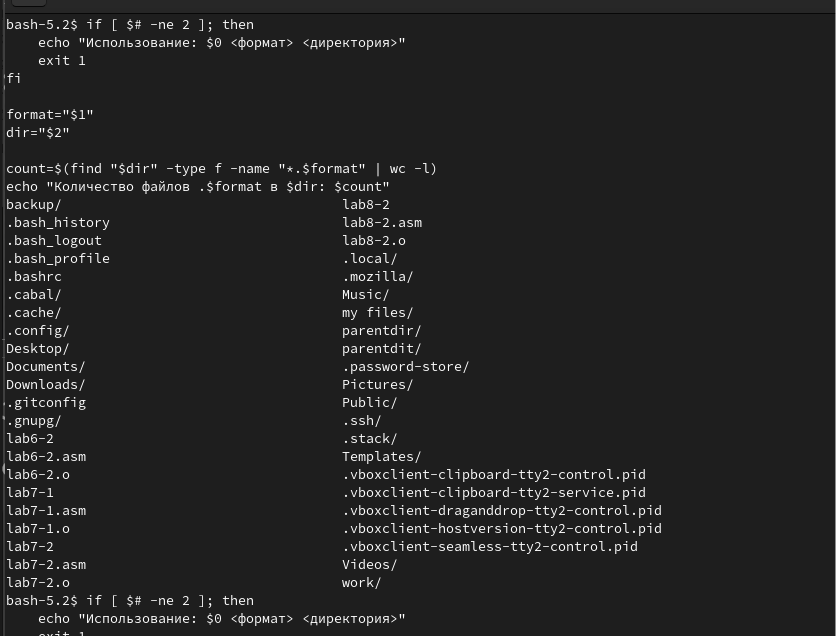 bash-5.2$ if [ $# -ne 2 ]; then
    echo "Использование: $0 <формат> <директория>"
    exit 1
fi

format="$1"
dir="$2"

count=$(find "$dir" -type f -name "*.$format" | wc -l)
echo "Количество файлов .$format в $dir: $count"
backup/                                   lab8-2
.bash_history                             lab8-2.asm
.bash_logout                              lab8-2.o
.bash_profile                             .local/
.bashrc                                   .mozilla/
.cabal/                                   Music/
.cache/                                   my files/
.config/                                  parentdir/
Desktop/                                  parentdit/
Documents/                                .password-store/
Downloads/                                Pictures/
.gitconfig                                Public/
.gnupg/                                   .ssh/
lab6-2                                    .stack/
lab6-2.asm                                Templates/
lab6-2.o                                  .vboxclient-clipboard-tty2-control.pid
lab7-1                                    .vboxclient-clipboard-tty2-service.pid
lab7-1.asm                                .vboxclient-draganddrop-tty2-control.pid
lab7-1.o                                  .vboxclient-hostversion-tty2-control.pid
lab7-2                                    .vboxclient-seamless-tty2-control.pid
lab7-2.asm                                Videos/
lab7-2.o                                  work/
bash-5.2$ if [ $# -ne 2 ]; then
    echo "Использование: $0 <формат> <директория>"
    exit 1